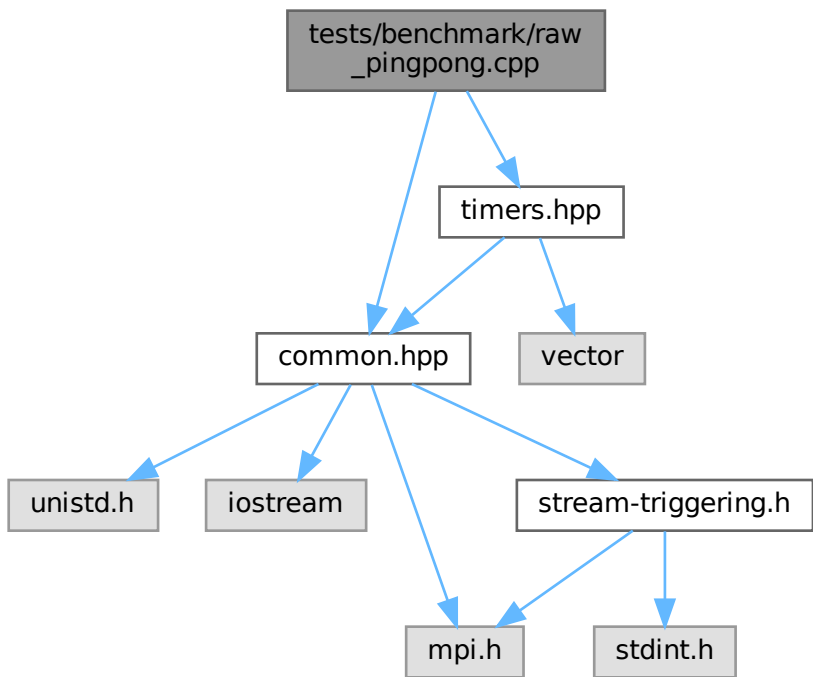 tests/benchmark/raw
_pingpong.cpp
timers.hpp
common.hpp
vector
unistd.h
iostream
stream-triggering.h
mpi.h
stdint.h